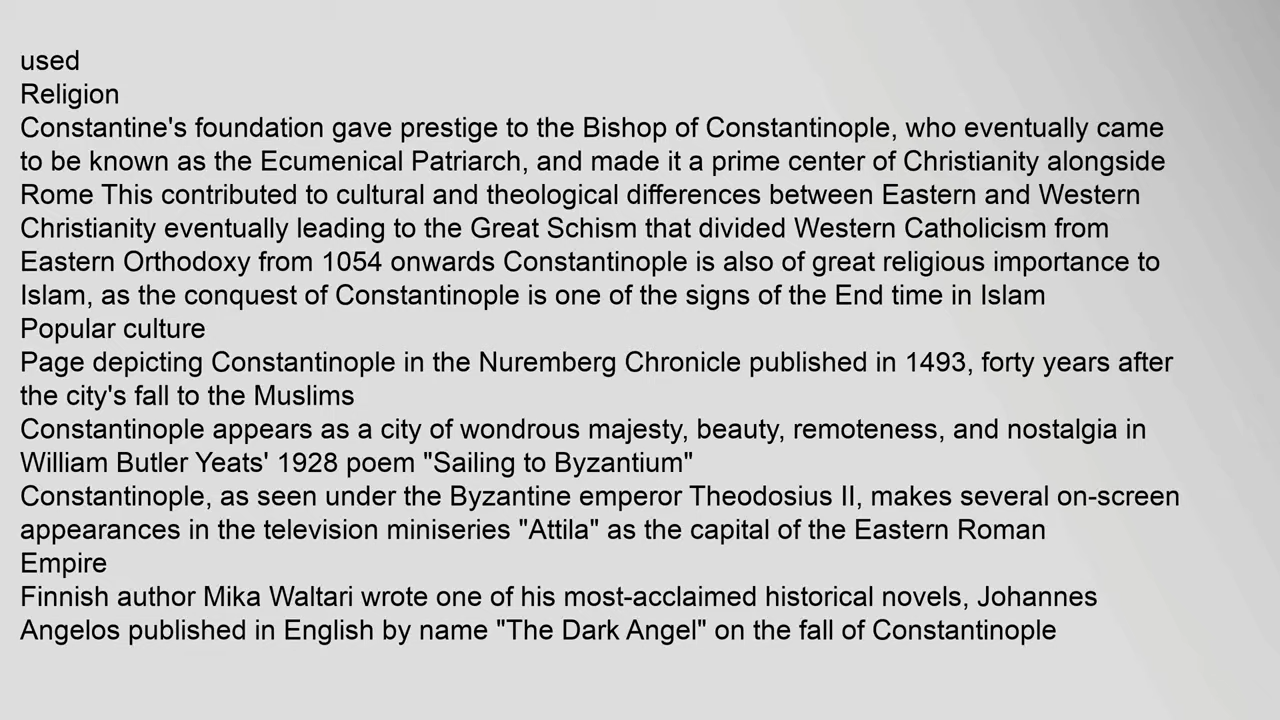 used
Religion
Constantine's foundation gave prestige to the Bishop of Constantinople, who eventually came
to be known as the Ecumenical Patriarch, and made it a prime center of Christianity alongside
Rome This contributed to cultural and theological differences between Eastern and Western
Christianity eventually leading to the Great Schism that divided Western Catholicism from
Eastern Orthodoxy from 1054 onwards Constantinople is also of great religious importance to
Islam, as the conquest of Constantinople is one of the signs of the End time in Islam
Popular culture
Page depicting Constantinople in the Nuremberg Chronicle published in 1493, forty years after
the city's fall to the Muslims
Constantinople appears as a city of wondrous majesty, beauty, remoteness, and nostalgia in
William Butler Yeats' 1928 poem "Sailing to Byzantium"
Constantinople, as seen under the Byzantine emperor Theodosius II, makes several on-screen
appearances in the television miniseries "Attila" as the capital of the Eastern Roman
Empire
Finnish author Mika Waltari wrote one of his most-acclaimed historical novels, Johannes
Angelos published in English by name "The Dark Angel" on the fall of Constantinople